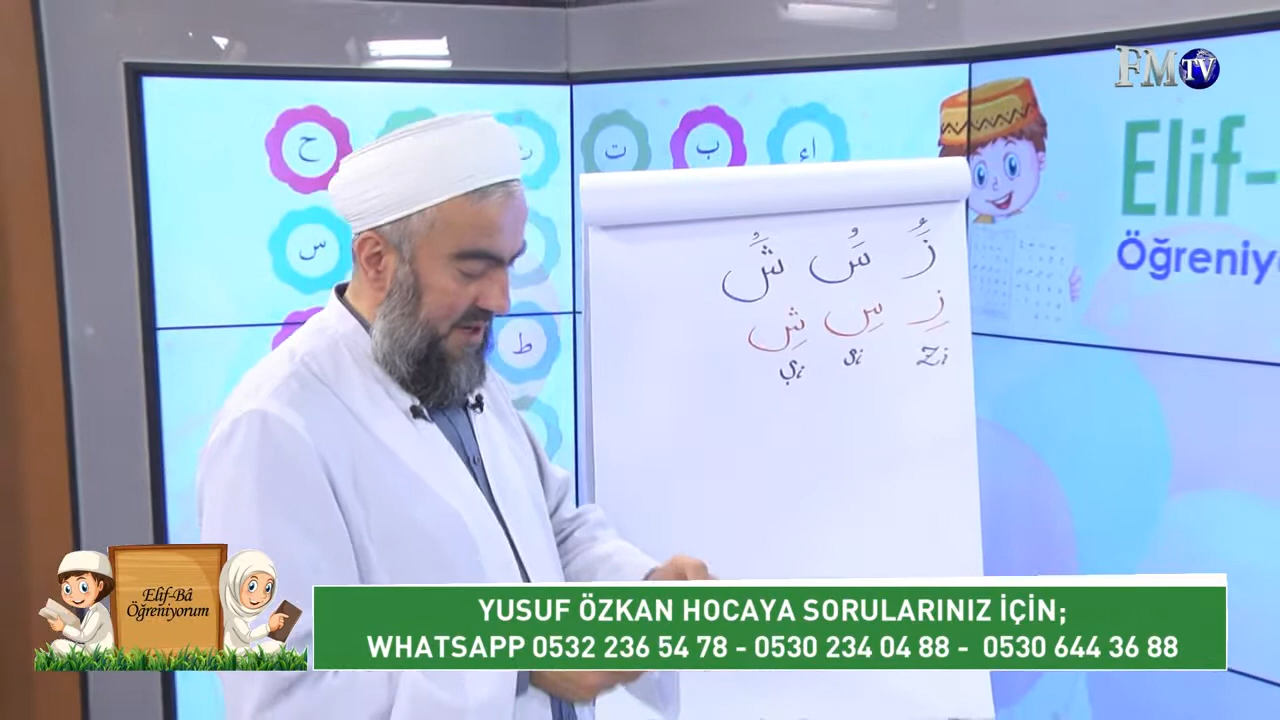 FM TV
ح
ت
ب
اء
س
ط
Elif-
Öğreniy
شَ سَ زَ
شِ سِ زِ
Şi si Zi
Elif-Bâ
Öğreniyorum
YUSUF ÖZKAN HOCAYA SORULARINIZ İÇİN;
WHATSAPP 0532 236 54 78 - 0530 234 04 88 - 0530 644 36 88